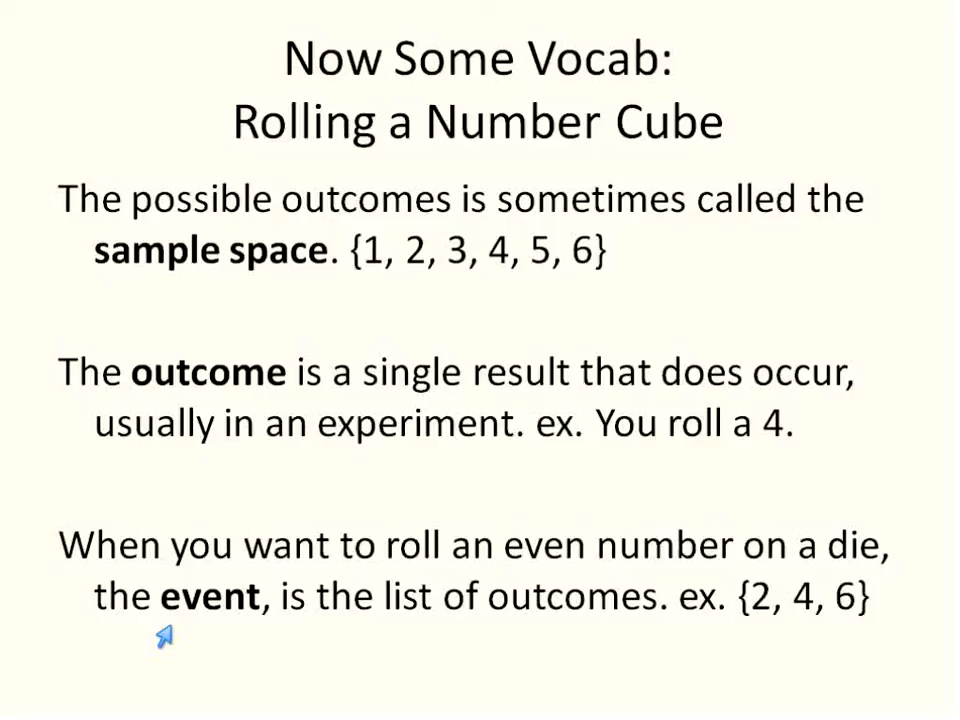 Now Some Vocab:
Rolling a Number Cube
The possible outcomes is sometimes called the
sample space. {1, 2, 3, 4, 5, 6}
The outcome is a single result that does occur,
usually in an experiment. ex. You roll a 4.
When you want to roll an even number on a die,
the event, is the list of outcomes. ex. {2, 4, 6}